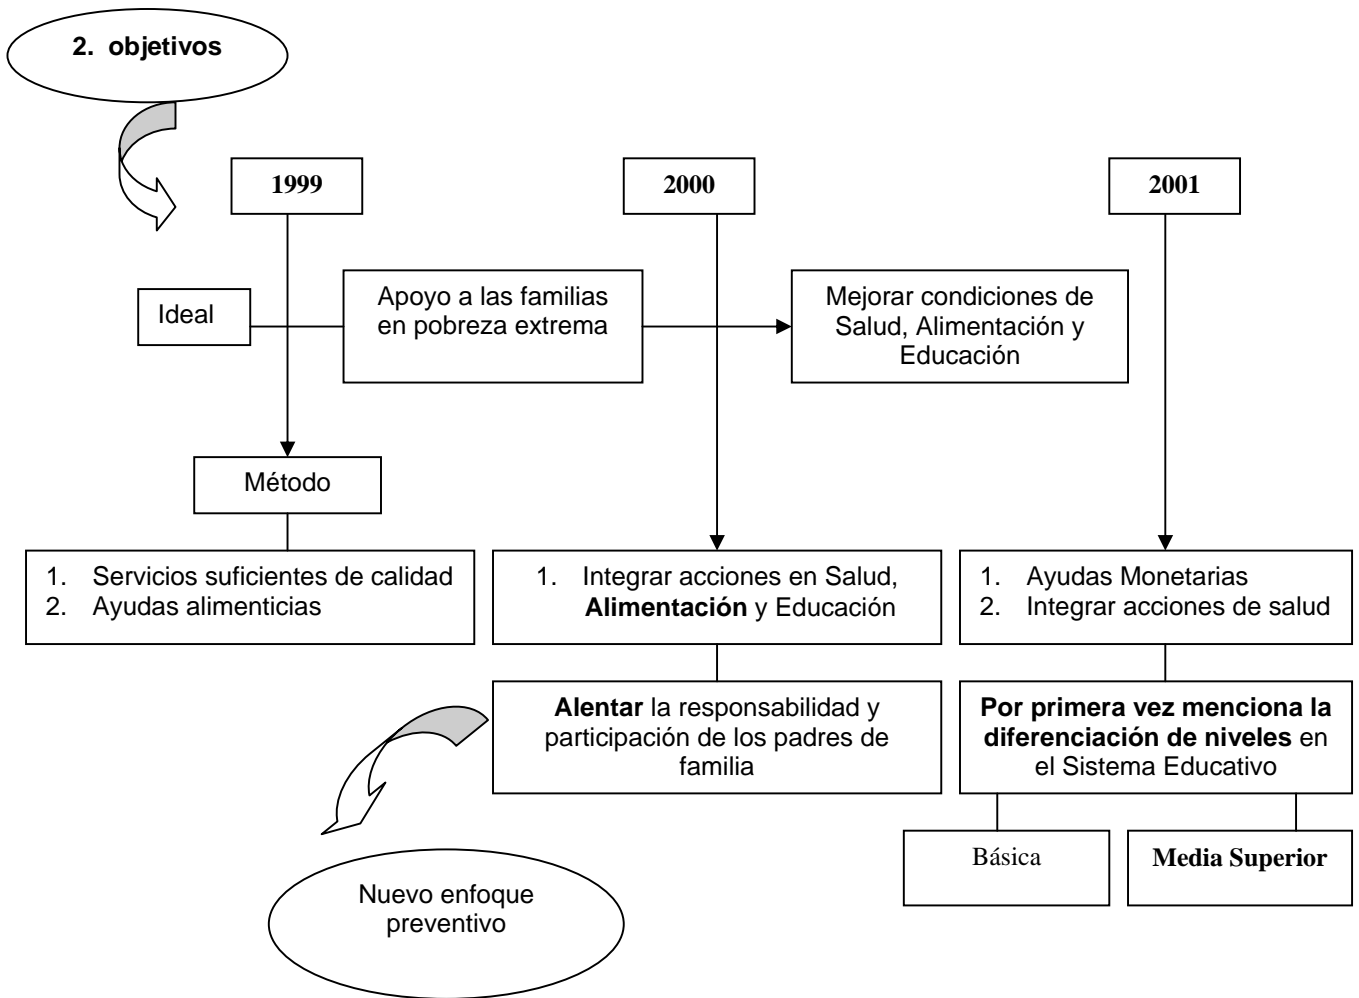 2. objetivos
1999
2000
2001
Ideal
Apoyo a las familias
en pobreza extrema
Mejorar condiciones de
Salud, Alimentación y
Educación
Método
1. Servicios suficientes de calidad
2. Ayudas alimenticias
1. Integrar acciones en Salud,
Alimentación y Educación
1. Ayudas Monetarias
2. Integrar acciones de salud
Alentar la responsabilidad y
participación de los padres de
familia
Por primera vez menciona la
diferenciación de niveles en
el Sistema Educativo
Básica
Media Superior
Nuevo enfoque
preventivo